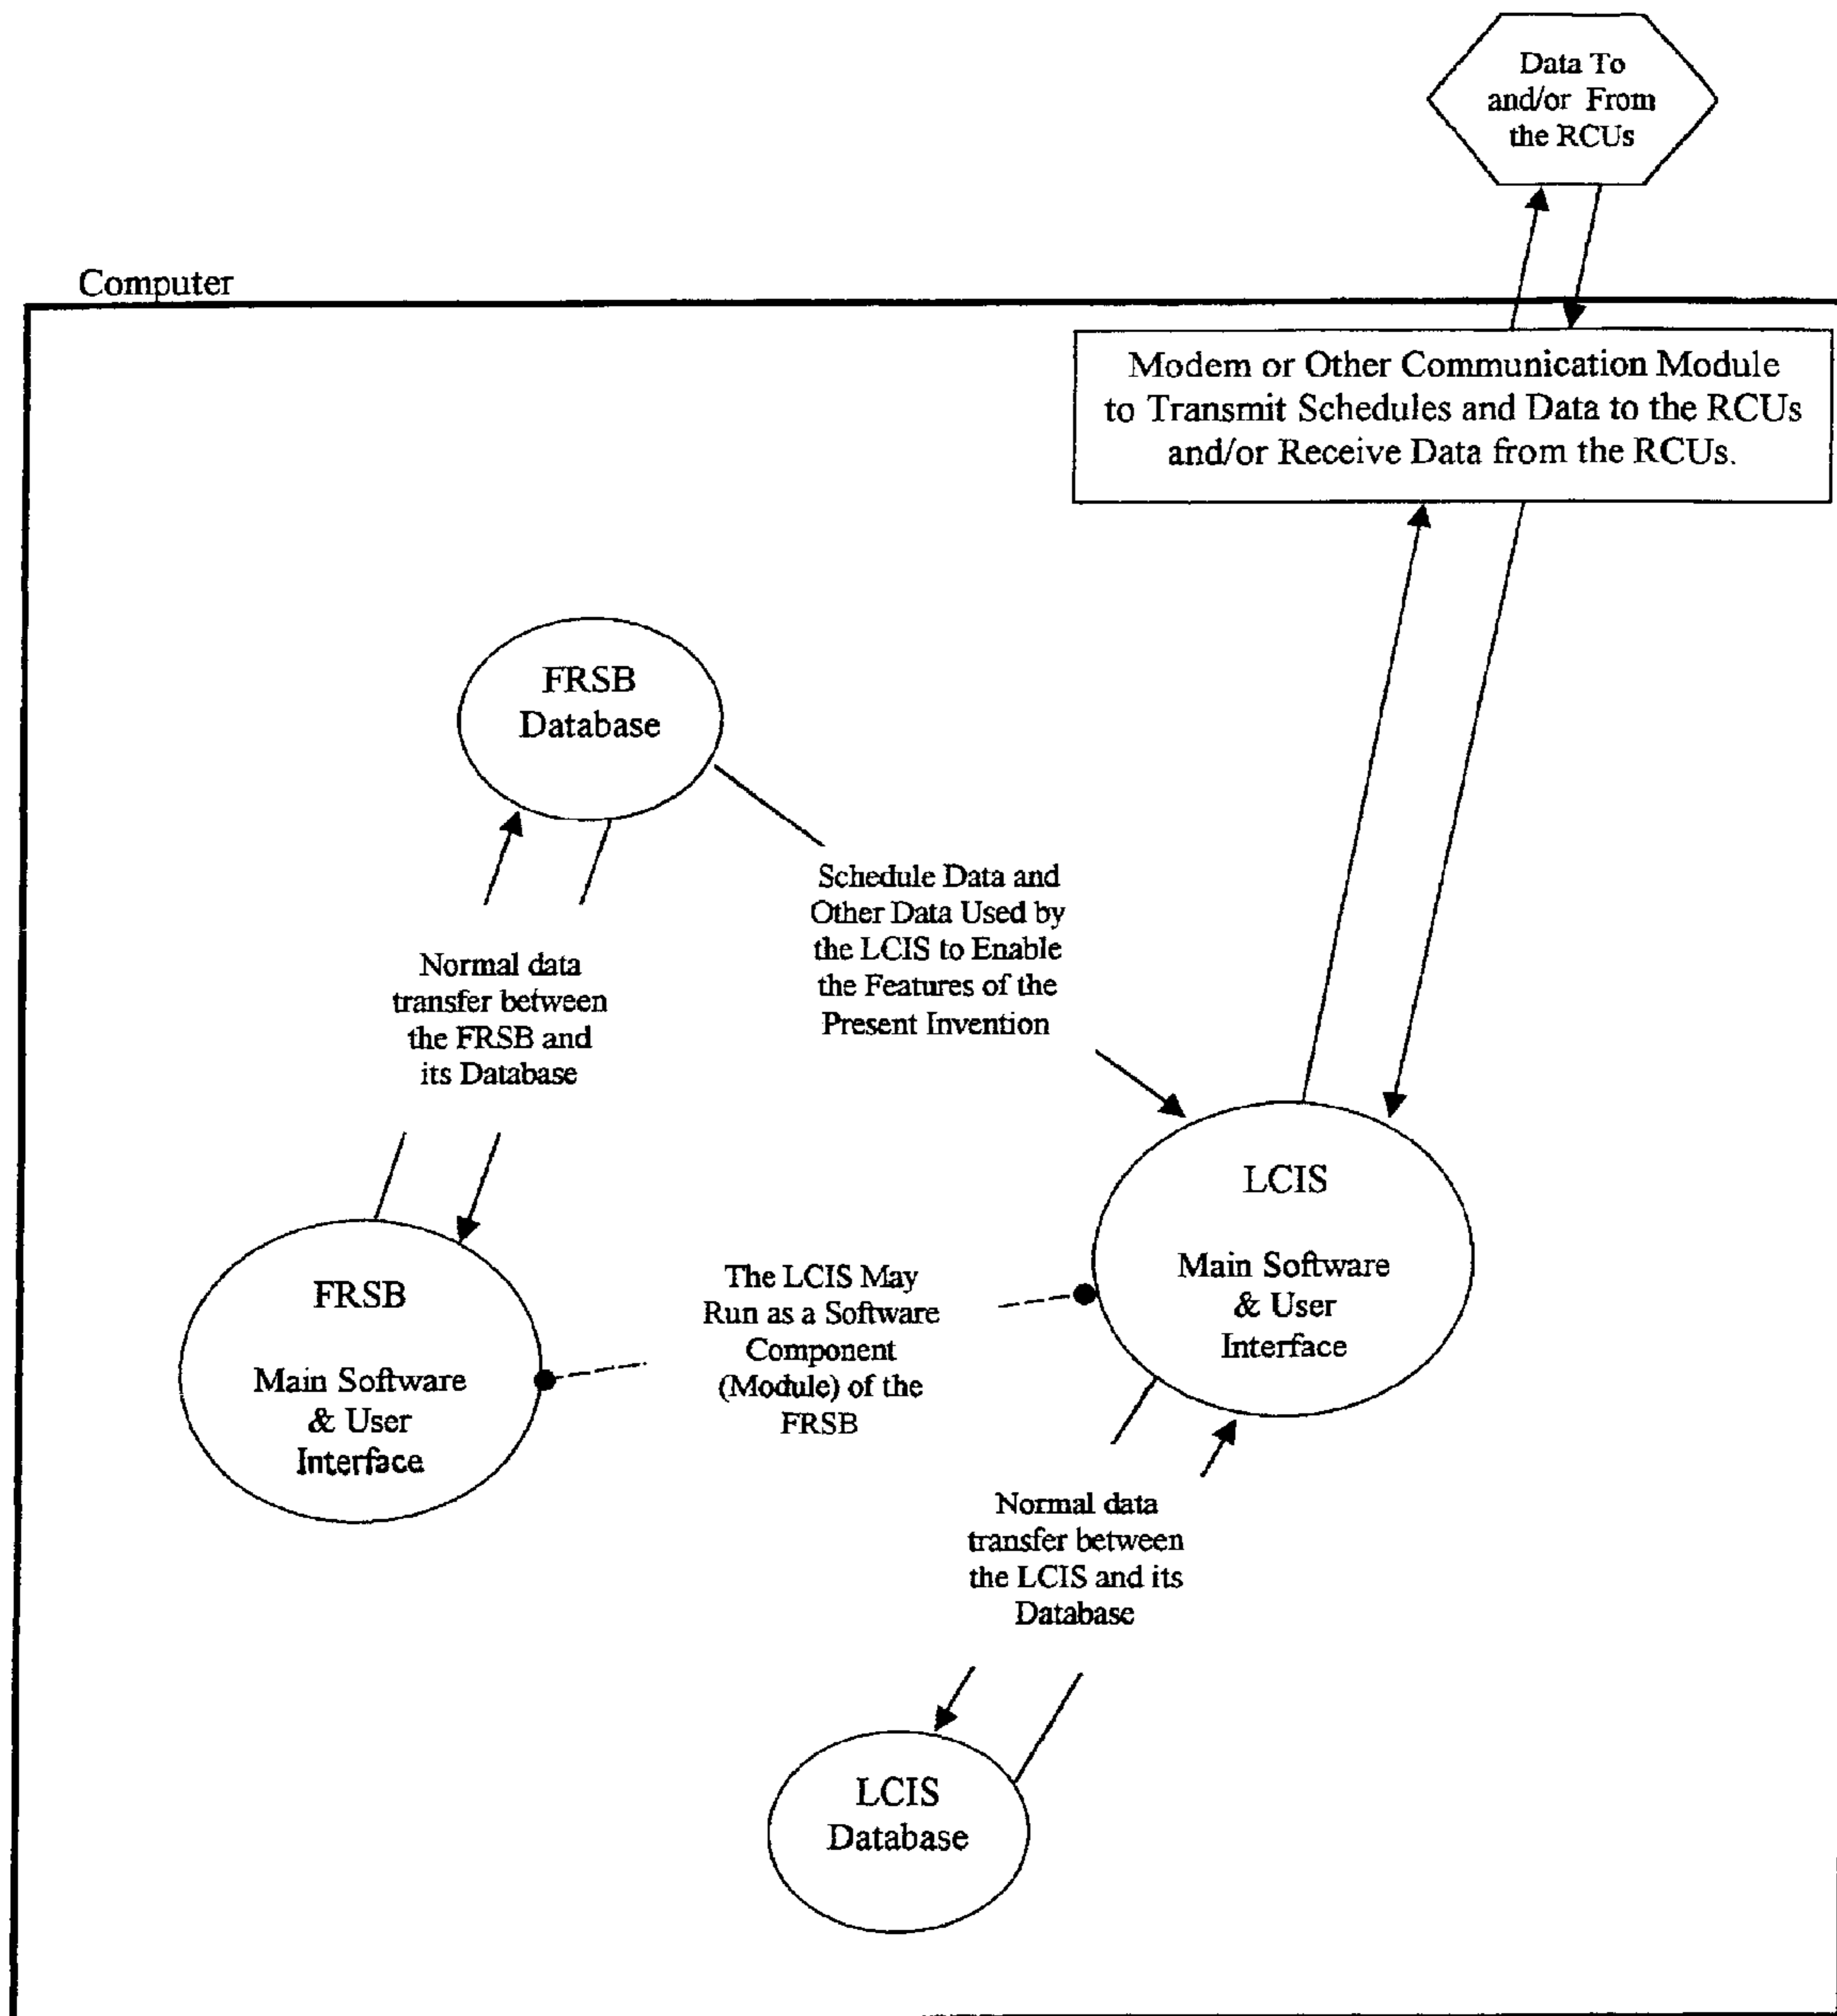 Data To
and/or From
the RCUs
Computer
Modem or Other Communication Module
to Transmit Schedules and Data to the RCUs
and/or Receive Data from the RCUs.
FRSB
Database
Schedule Data and
Other Data Used by
the LCIS to Enable
the Features of the
Present Invention
Normal data
transfer between
the FRSB and
its Database
LCIS
Main Software
& User
Interface
FRSB
Main Software
& User
Interface
The LCIS May
Run as a Software
Component
(Module) of the
FRSB
Normal data
transfer between
the LCIS and its
Database
LCIS
Database